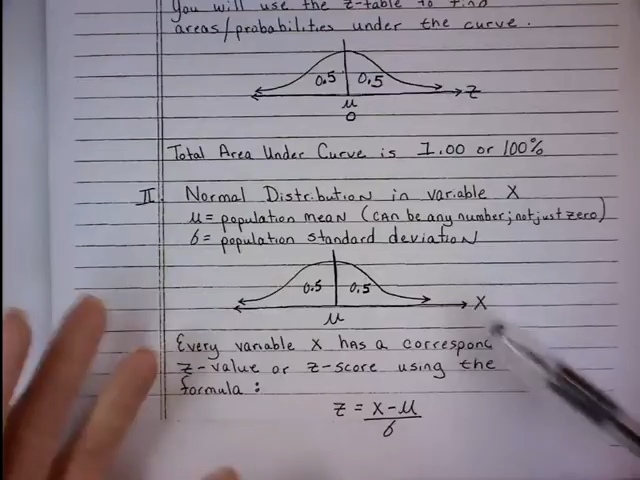 You will use the z-table to find
areas/probabilities under the curve.
0.5 0.5
z
μ
0
Total Area Under Curve is 1.00 or 100%
II. Normal Distribution in variable X
μ = population mean (can be any number; not just zero)
σ = population standard deviation
0.5 0.5
X
μ
Every variable X has a correspond
z-value or z-score using the
formula:
z = X - μ
σ